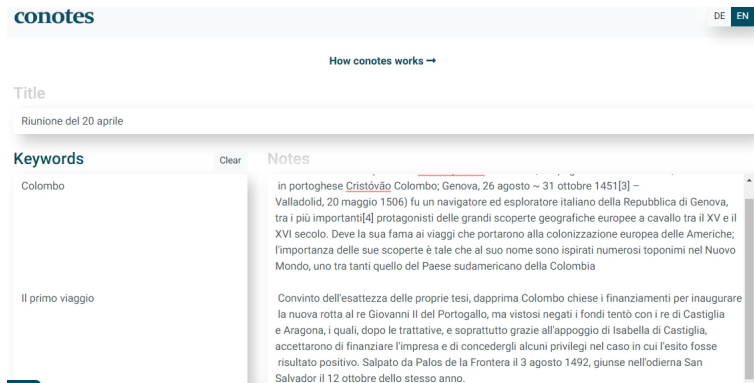 conotes
DE EN
How conotes works →
Title
Riunione del 20 aprile
Keywords
Clear
Notes
Colombo
in portoghese Cristóvão Colombo; Genova, 26 agosto ~ 31 ottobre 1451[3] –
Valladolid, 20 maggio 1506) fu un navigatore ed esploratore italiano della Repubblica di Genova,
tra i più importanti[4] protagonisti delle grandi scoperte geografiche europee a cavallo tra il XV e il
XVI secolo. Deve la sua fama ai viaggi che portarono alla colonizzazione europea delle Americhe;
l'importanza delle sue scoperte è tale che al suo nome sono ispirati numerosi toponimi nel Nuovo
Mondo, uno tra tanti quello del Paese sudamericano della Colombia
Il primo viaggio
Convinto dell'esattezza delle proprie tesi, dapprima Colombo chiese i finanziamenti per inaugurare
la nuova rotta al re Giovanni II del Portogallo, ma vistosi negati i fondi tentò con i re di Castiglia
e Aragona, i quali, dopo le trattative, e soprattutto grazie all'appoggio di Isabella di Castiglia,
accettarono di finanziare l'impresa e di concedergli alcuni privilegi nel caso in cui l'esito fosse
risultato positivo. Salpato da Palos de la Frontera il 3 agosto 1492, giunse nell'odierna San
Salvador il 12 ottobre dello stesso anno.